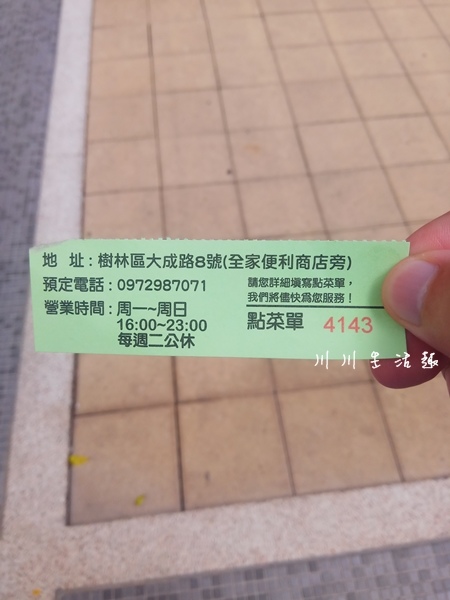 地 址：樹林區大成路8號(全家便利商店旁)
預定電話：0972987071
營業時間：周一~周日
16:00~23:00
每週二公休
請您詳細填寫點菜單，
我們將儘快為您服務！
點菜單 4143
川川生活趣